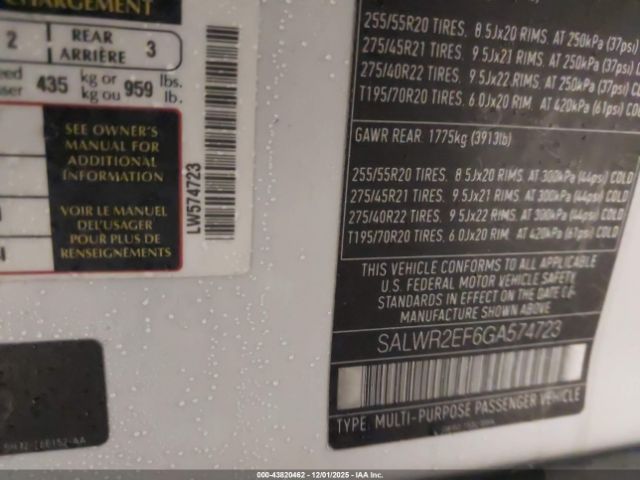 CHARGEMENT
2 REAR ARRIÈRE 3
435 kg or kg ou 959 lbs. lb.
SEE OWNER'S
MANUAL FOR
ADDITIONAL
INFORMATION
VOIR LE MANUEL
DEL'USAGER
POUR PLUS DE
RENSEIGNEMENTS
LW574723
255/55R20 TIRES, 8.5Jx20 RIMS, AT 250kPa (37psi)
275/45R21 TIRES, 9.5Jx21 RIMS, AT 250kPa (37psi)
275/40R22 TIRES, 9.5Jx22 RIMS, AT 250kPa (37psi)
T195/70R20 TIRES, 6.0Jx20 RIM, AT 420kPa (61psi)
GAWR REAR: 1775kg (3913lb)
255/55R20 TIRES, 8.5Jx20 RIMS, AT 300kPa (44psi) COLD
275/45R21 TIRES, 9.5Jx21 RIMS, AT 300kPa (44psi) COLD
275/40R22 TIRES, 9.5Jx22 RIMS, AT 300kPa (44psi) COLD
T195/70R20 TIRES, 6.0Jx20 RIM, AT 420kPa (61psi) COLD
THIS VEHICLE CONFORMS TO ALL APPLICABLE
U.S. FEDERAL MOTOR VEHICLE SAFETY
STANDARDS IN EFFECT ON THE DATE OF
MANUFACTURE SHOWN ABOVE
SALWR2EF6GA574723
TYPE: MULTI-PURPOSE PASSENGER VEHICLE
000-43820462 - 12/01/2025 - IAA, Inc.